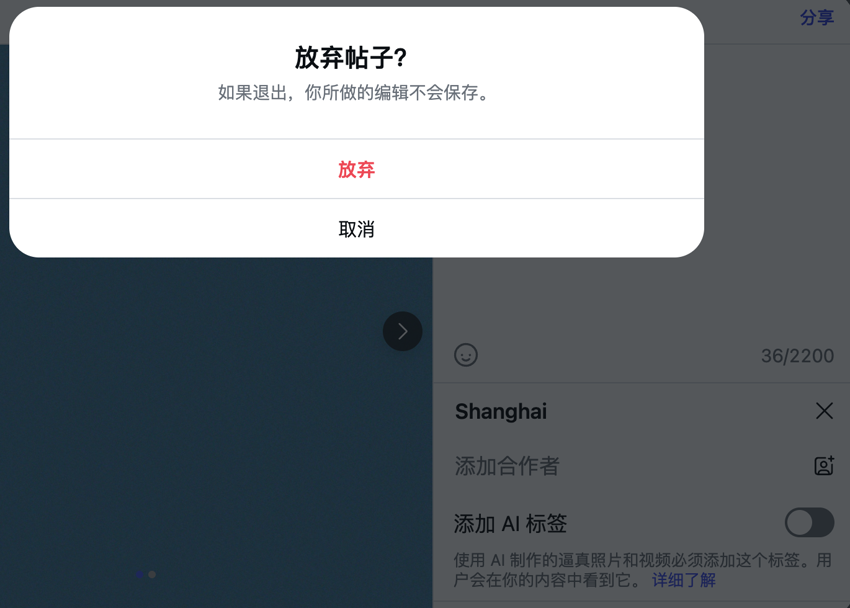 分享
放弃帖子?
如果退出，你所做的编辑不会保存。
放弃
取消
36/2200
Shanghai
添加合作者
添加 AI 标签
使用 AI 制作的逼真照片和视频必须添加这个标签。用
户会在你的内容中看到它。 详细了解